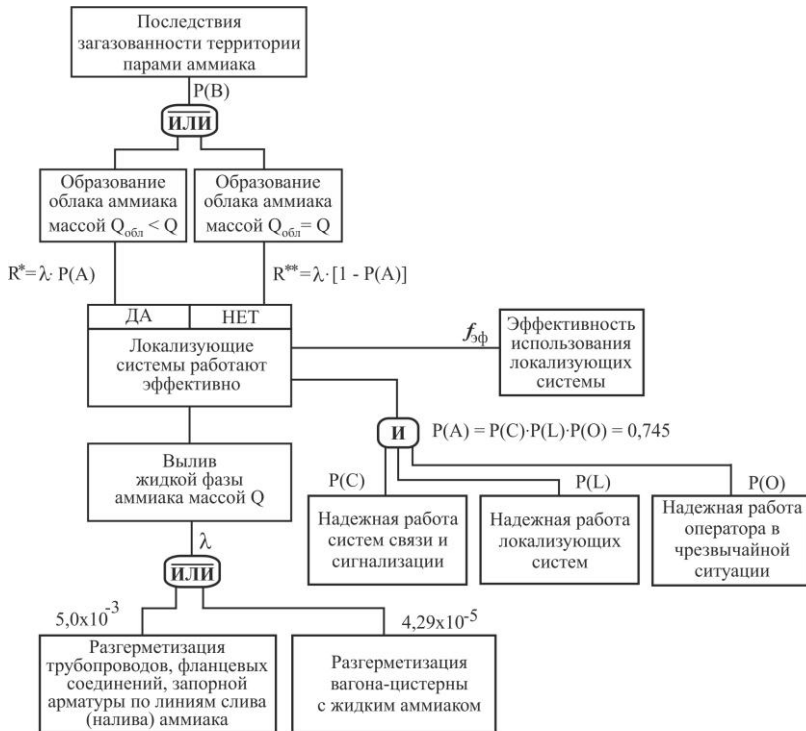 Последствия
загазованности территории
парами аммиака
P(B)
ИЛИ
Образование
облака аммиака
массой Qобл < Q
Образование
облака аммиака
массой Qобл= Q
R*=λ· P(A)
R**=λ·[1 - P(A)]
ДА
НЕТ
Локализующие
системы работают
эффективно
fэф
Эффективность
использования
локализующих
системы
И
P(A) = P(C)·P(L)·P(O) = 0,745
Вылив
жидкой фазы
аммиака массой Q
P(C)
P(L)
P(O)
Надежная работа
систем связи и
сигнализации
Надежная работа
локализующих
систем
Надежная работа
оператора в
чрезвычайной
ситуации
λ
ИЛИ
5,0x10⁻³
4,29x10⁻⁵
Разгерметизация
трубопроводов, фланцевых
соединений, запорной
арматуры по линиям слива
(налива) аммиака
Разгерметизация
вагона-цистерны
с жидким аммиаком